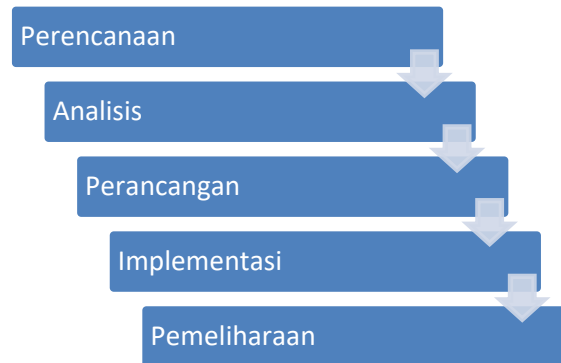 Perencanaan
Analisis
Perancangan
Implementasi
Pemeliharaan